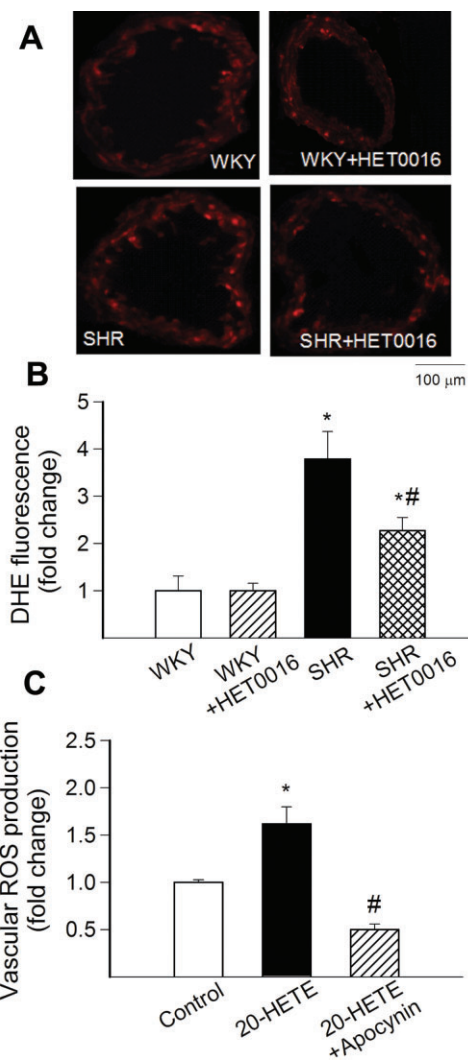 A
WKY
WKY+HET0016
SHR
SHR+HET0016
100 μm
B
DHE fluorescence
(fold change)
5
4
3
2
1
*
*#
WKY
WKY
+HET0016
SHR
SHR
+HET0016
C
Vascular ROS production
(fold change)
2.5
2.0
1.5
1.0
0.5
*
#
Control
20-HETE
20-HETE
+Apocynin